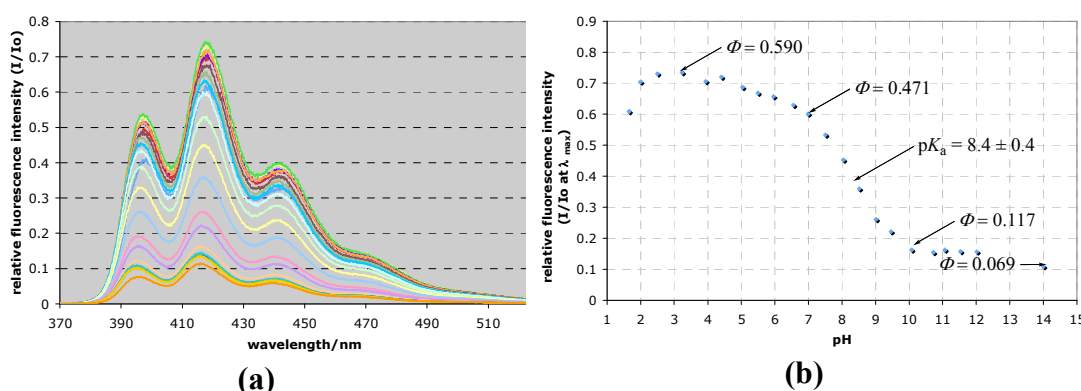 relative fluorescence intensity (I/Io)
0.8
0.7
0.6
0.5
0.4
0.3
0.2
0.1
0
370 390 410 430 450 470 490 510
wavelength/nm
(a)
relative fluorescence intensity
(I/Io at λ max)
0.9
0.8
0.7
0.6
0.5
0.4
0.3
0.2
0.1
0
Φ = 0.590
Φ = 0.471
pKa = 8.4 ± 0.4
Φ = 0.117
Φ = 0.069
1 2 3 4 5 6 7 8 9 10 11 12 13 14 15
pH
(b)